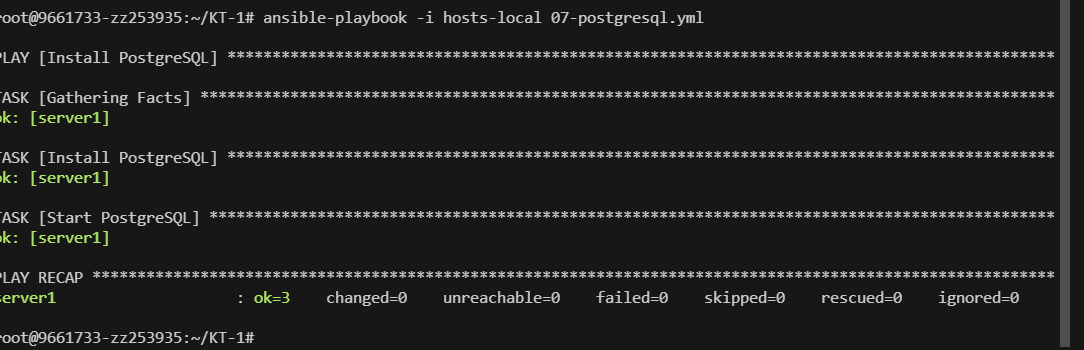 root@9661733-zz253935:~/KT-1# ansible-playbook -i hosts-local 07-postgresql.yml
PLAY [Install PostgreSQL] ********************************************************************************************
TASK [Gathering Facts] ***********************************************************************************************
ok: [server1]
TASK [Install PostgreSQL] ********************************************************************************************
ok: [server1]
TASK [Start PostgreSQL] **********************************************************************************************
ok: [server1]
PLAY RECAP ***********************************************************************************************************
server1                    : ok=3    changed=0    unreachable=0    failed=0    skipped=0    rescued=0    ignored=0
root@9661733-zz253935:~/KT-1#